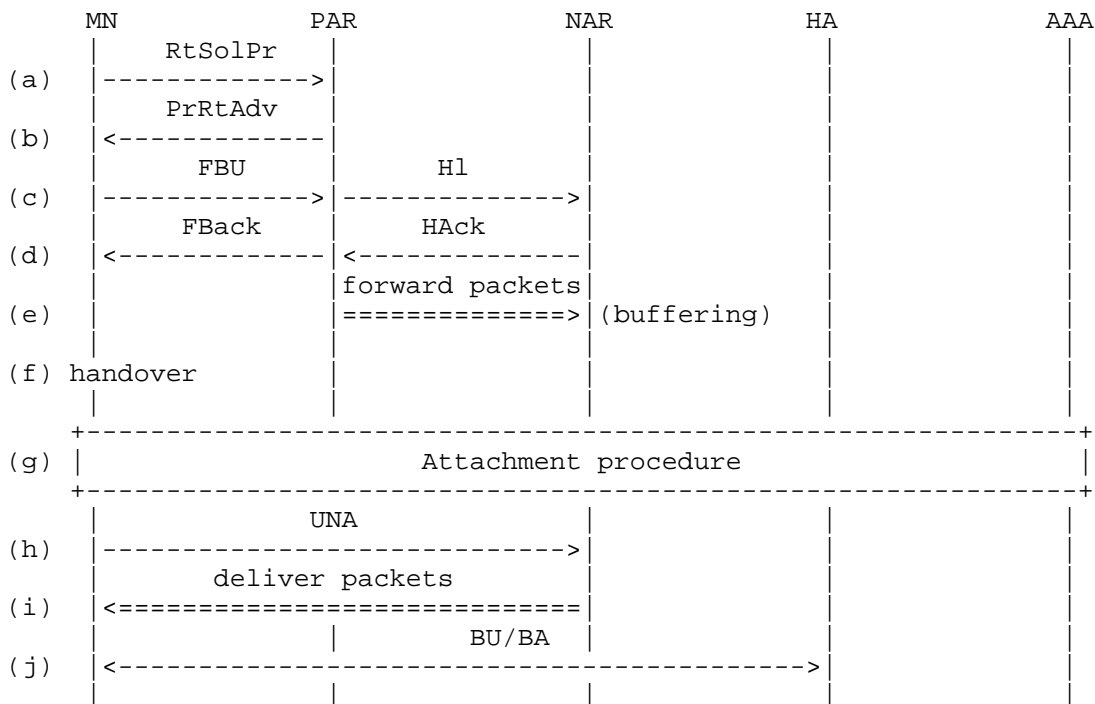 MN PAR NAR HA AAA
RtSolPr
(a)
PrRtAdv
(b)
FBU Hl
(c)
FBack HAck
(d)
forward packets
(e) (buffering)
(f) handover
(g) Attachment procedure
UNA
(h)
deliver packets
(i)
BU/BA
(j)